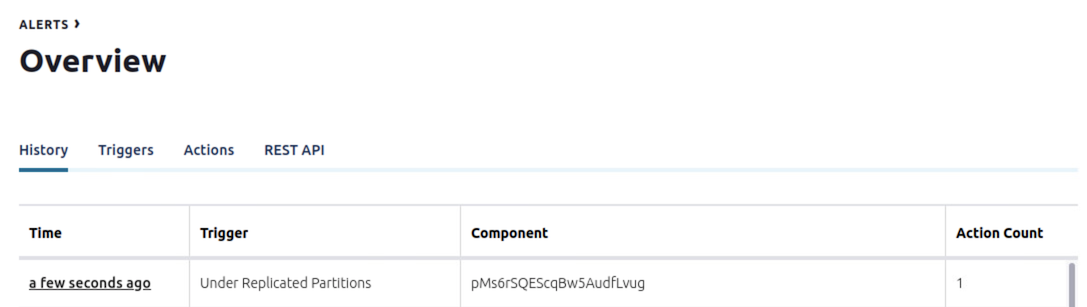 ALERTS ›
Overview
History Triggers Actions REST API
Time Trigger Component Action Count
a few seconds ago Under Replicated Partitions pMs6rSQEScqBw5AudfLvug 1